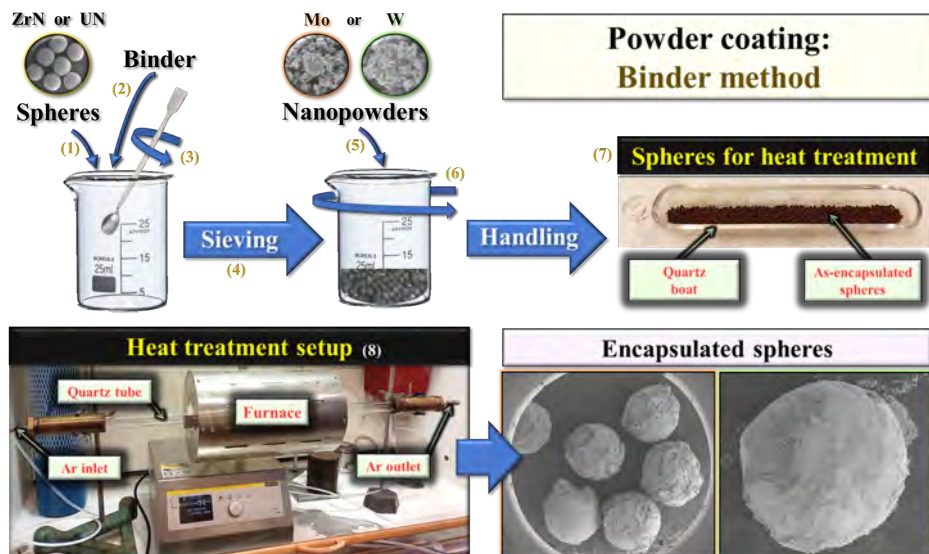 ZrN or UN
Mo or W
Powder coating:
Binder method
Binder
(2)
Spheres
Nanopowders
(1)
(3)
(5)
(6)
(7)
Spheres for heat treatment
25
25ml
15
5
Sieving
(4)
25
25ml
15
Handling
Quartz
boat
As-encapsulated
spheres
Heat treatment setup (8)
Encapsulated spheres
Quartz tube
Furnace
Ar inlet
Ar outlet